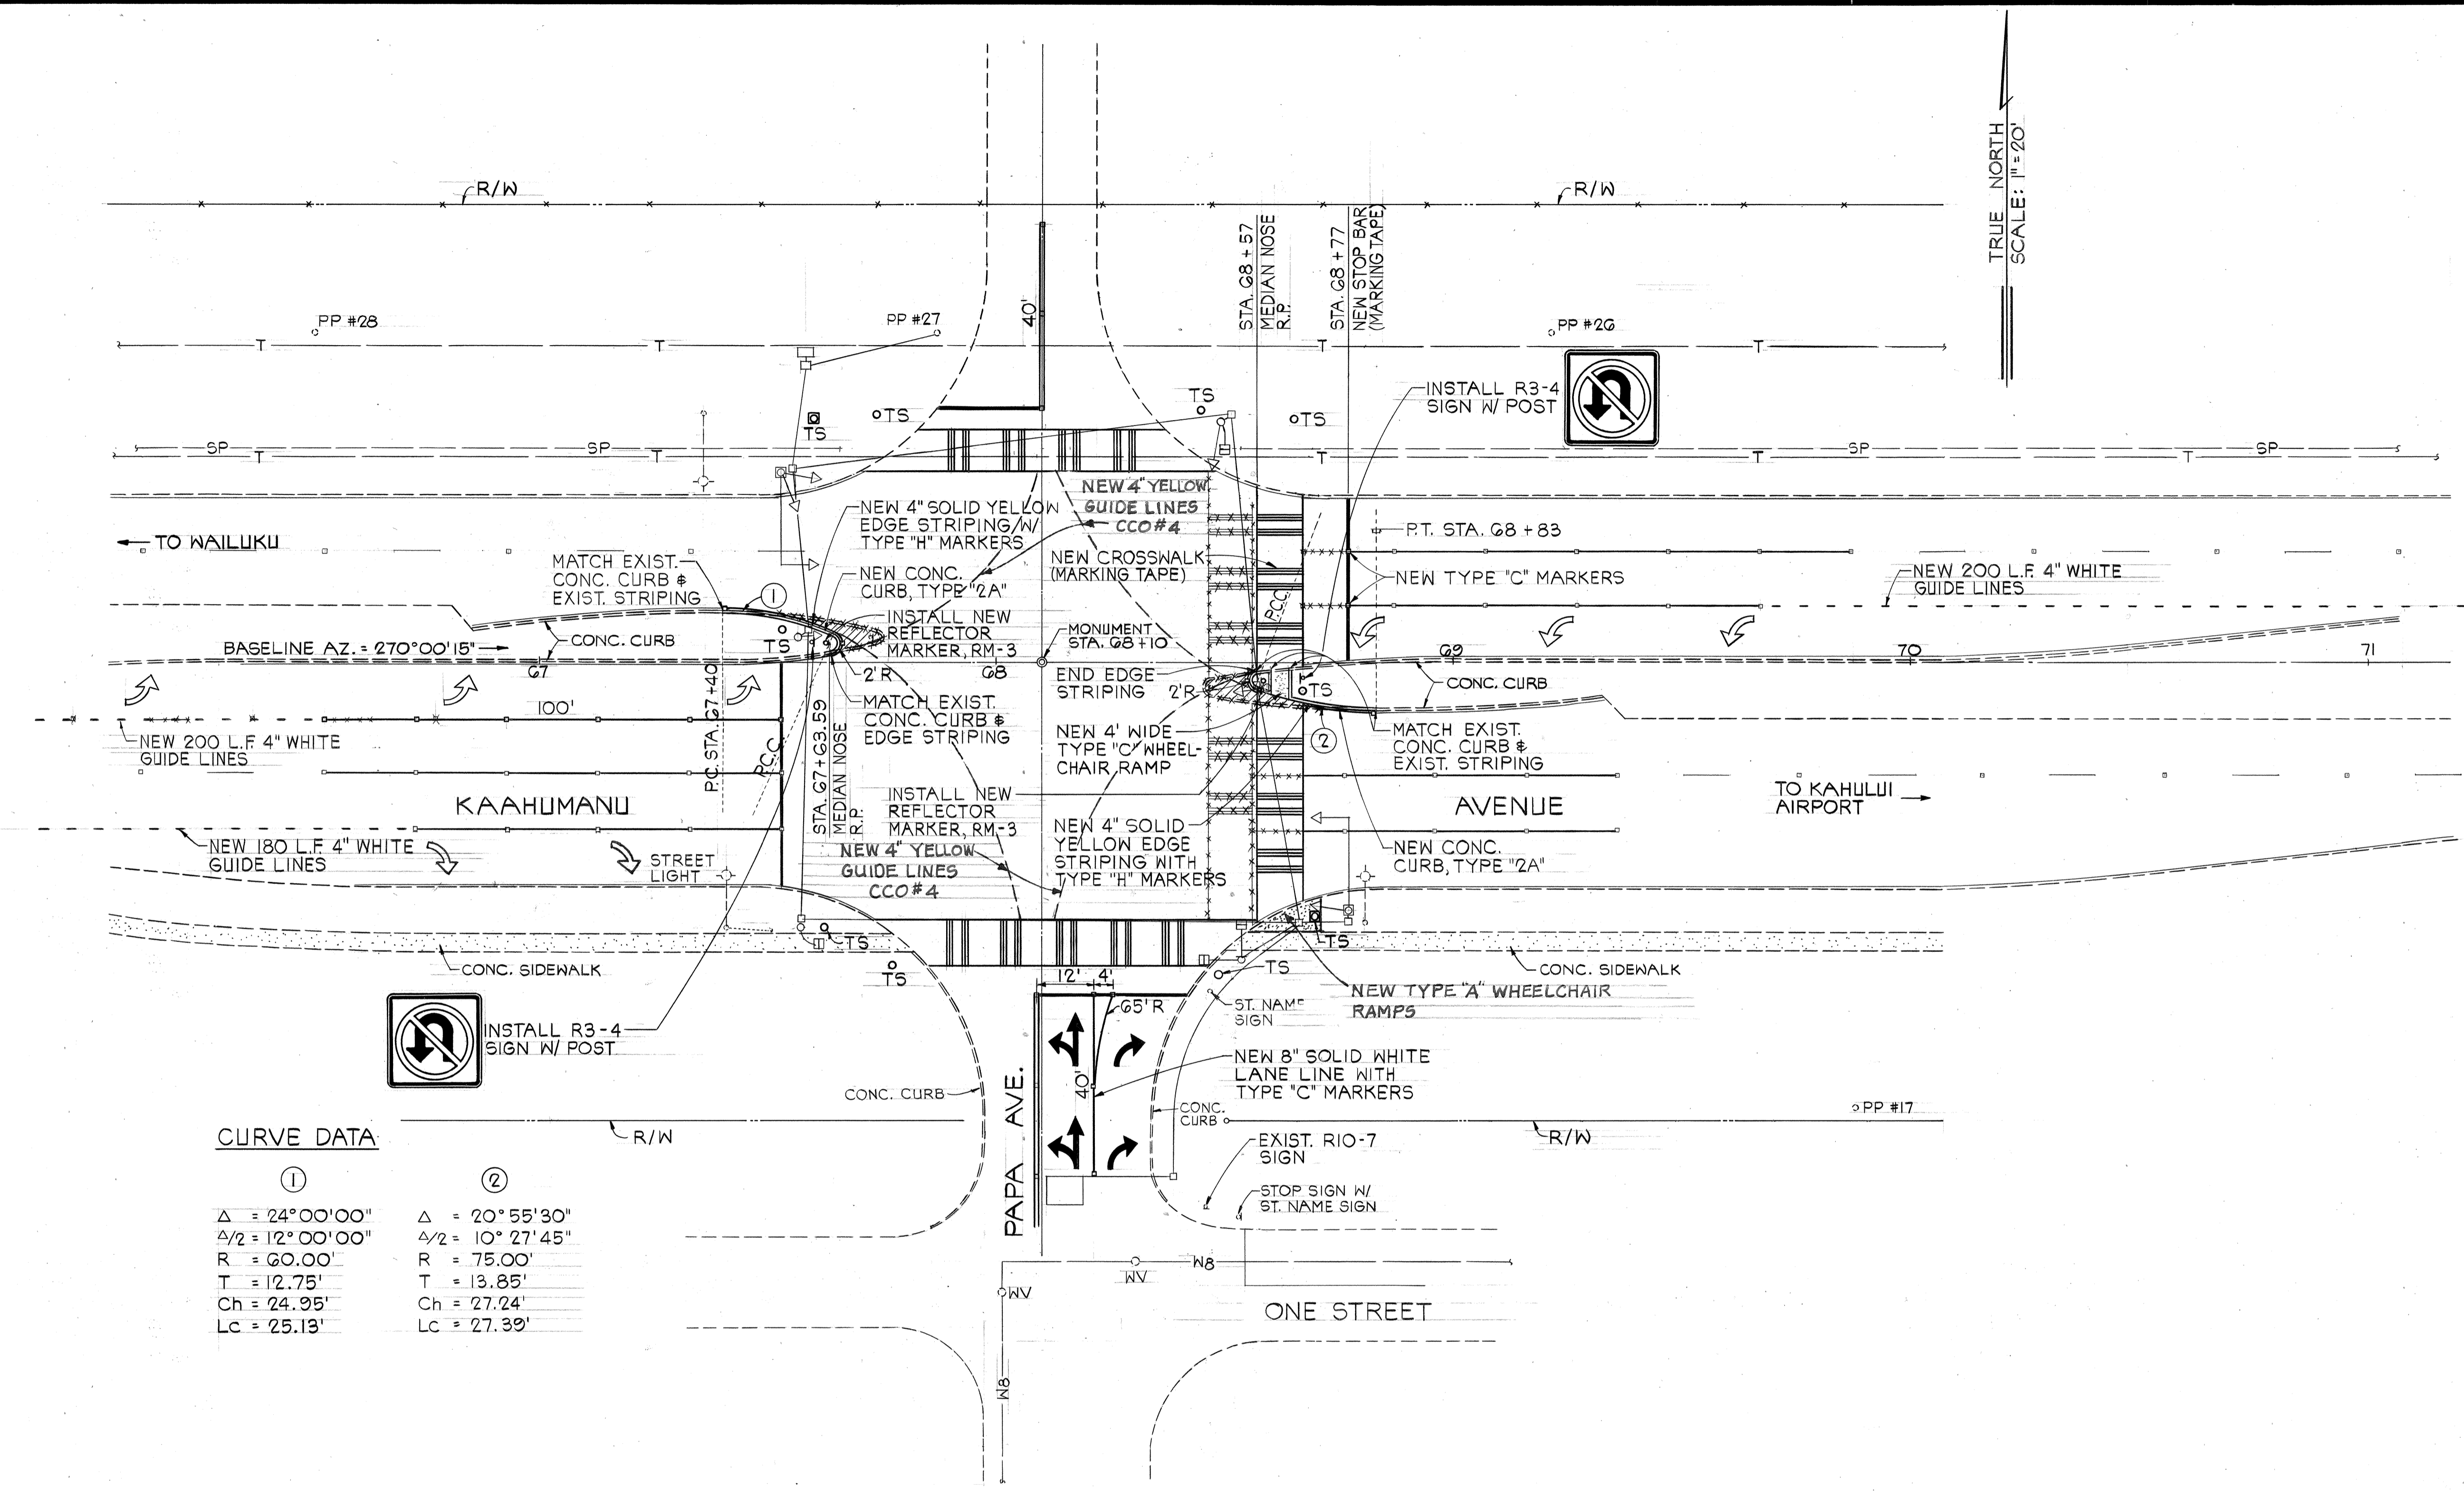 TRUE NORTH
SCALE: 1" = 20'
R/W
R/W
STA. 68 + 57
MEDIAN NOSE
R.P.
STA. 68 + 77
NEW STOP BAR
(MARKING TAPE)
PP #28
PP #27
40'
PP #26
T
T
T
T
INSTALL R3-4
SIGN W/ POST
TS
TS
TS
TS
SP
SP
SP
SP
T
T
T
T
T
NEW 4" YELLOW
GUIDE LINES
CCO#4
NEW 4" SOLID YELLOW
EDGE STRIPING/W/
TYPE "H" MARKERS
P.T. STA. 68 + 83
TO WAILUKU
MATCH EXIST.
CONC. CURB &
EXIST. STRIPING
1
NEW CONC.
CURB, TYPE "2A"
NEW CROSSWALK
(MARKING TAPE)
P.C.C.
NEW TYPE "C" MARKERS
NEW 200 L.F. 4" WHITE
GUIDE LINES
INSTALL NEW
REFLECTOR
MARKER, RM-3
MONUMENT
STA. 68+10
CONC. CURB
TS
BASELINE AZ. = 270°00'15"
67
68
69
70
71
2'R
END EDGE
STRIPING
2'R
TS
CONC. CURB
P.C. STA. 67+40
P.C.C.
STA. 67+63.59
MEDIAN NOSE
R.P.
MATCH EXIST.
CONC. CURB &
EDGE STRIPING
100'
NEW 200 L.F. 4" WHITE
GUIDE LINES
NEW 4' WIDE
TYPE "C" WHEEL-
CHAIR RAMP
2
MATCH EXIST.
CONC. CURB &
EXIST. STRIPING
KAAHUMANU
AVENUE
TO KAHULUI
AIRPORT
INSTALL NEW
REFLECTOR
MARKER, RM-3
NEW 4" SOLID
YELLOW EDGE
STRIPING WITH
TYPE "H" MARKERS
NEW 180 L.F. 4" WHITE
GUIDE LINES
STREET
LIGHT
NEW 4" YELLOW
GUIDE LINES
CCO#4
NEW CONC.
CURB, TYPE "2A"
TS
TS
CONC. SIDEWALK
TS
TS
CONC. SIDEWALK
12'
4'
65'R
ST. NAME
SIGN
NEW TYPE "A" WHEELCHAIR
RAMPS
INSTALL R3-4
SIGN W/ POST
NEW 8" SOLID WHITE
LANE LINE WITH
TYPE "C" MARKERS
40'
CONC. CURB
CONC.
CURB
PP #17
R/W
R/W
PAPA AVE.
EXIST. R10-7
SIGN
STOP SIGN W/
ST. NAME SIGN
W8
WV
WV
W8
ONE STREET
CURVE DATA
1
Δ = 24°00'00"
Δ/2 = 12°00'00"
R = 60.00'
T = 12.75'
Ch = 24.95'
Lc = 25.13'
2
Δ = 20°55'30"
Δ/2 = 10°27'45"
R = 75.00'
T = 13.85'
Ch = 27.24'
Lc = 27.39'